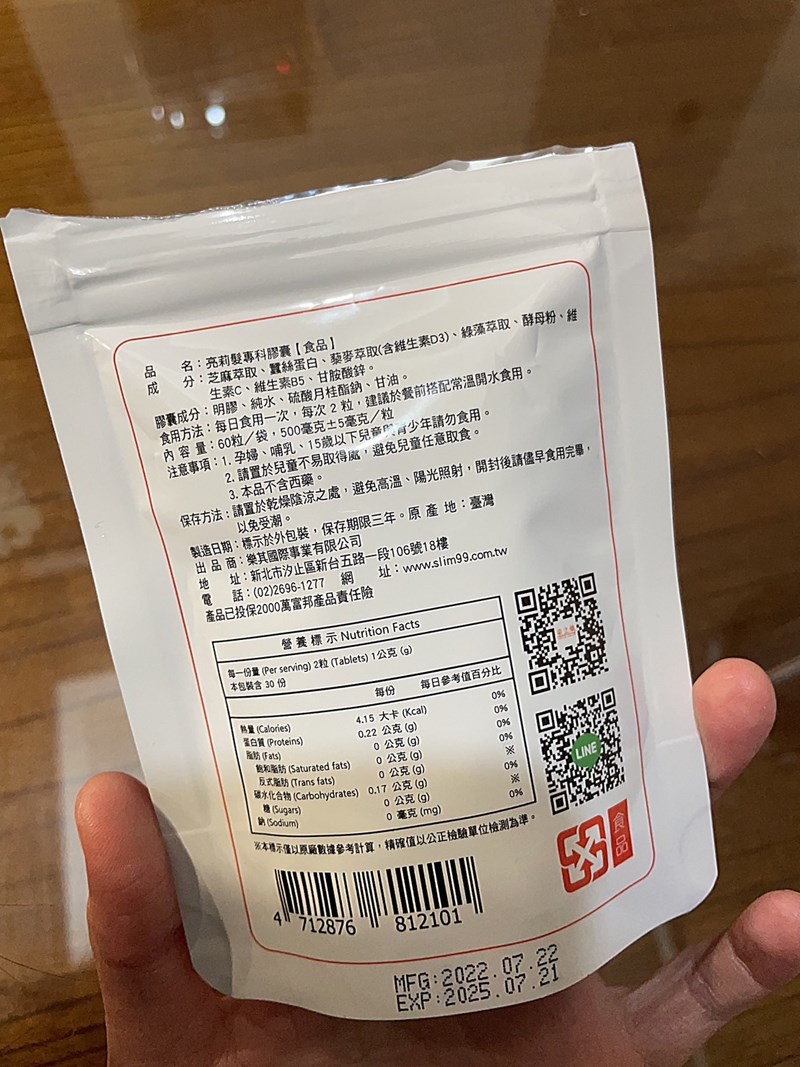 品　　名：亮莉髮專科膠囊【食品】
成　　分：芝麻萃取、蠶絲蛋白、藜麥萃取(含維生素D3)、綠藻萃取、酵母粉、維
生素C、維生素B5、甘胺酸鋅。
膠囊成分：明膠、純水、硫酸月桂酯鈉、甘油。
食用方法：每日食用一次，每次 2 粒，建議於餐前搭配常溫開水食用。
內 容 量：60粒／袋，500毫克±5毫克／粒
注意事項：1. 孕婦、哺乳、15歲以下兒童與青少年請勿食用。
2. 請置於兒童不易取得處，避免兒童任意取食。
3. 本品不含西藥。
保存方法：請置於乾燥陰涼之處，避免高溫、陽光照射，開封後請儘早食用完畢，
以免受潮。
製造日期：標示於外包裝，保存期限三年。原 產 地：臺灣
出 品 商：樂其國際事業有限公司
地　　址：新北市汐止區新台五路一段106號18樓
電　　話：(02)2696-1277　網　　址：www.slim99.com.tw
產品已投保2000萬富邦產品責任險
營 養 標 示 Nutrition Facts
每一份量 (Per serving) 2粒 (Tablets) 1公克 (g)
本包裝含 30 份
每份　每日參考值百分比
熱量 (Calories) 4.15 大卡 (Kcal) 0%
蛋白質 (Proteins) 0.22 公克 (g) 0%
脂肪 (Fats) 0 公克 (g) 0%
飽和脂肪 (Saturated fats) 0 公克 (g) 0%
反式脂肪 (Trans fats) 0 公克 (g) ※
碳水化合物 (Carbohydrates) 0.17 公克 (g) 0%
糖 (Sugars) 0 公克 (g) ※
鈉 (Sodium) 0 毫克 (mg) 0%
※本標示僅以原廠數據參考計算，精確值以公正檢驗單位檢測為準。
LINE
食品
4 712876 812101
MFG:2022.07.22
EXP:2025.07.21